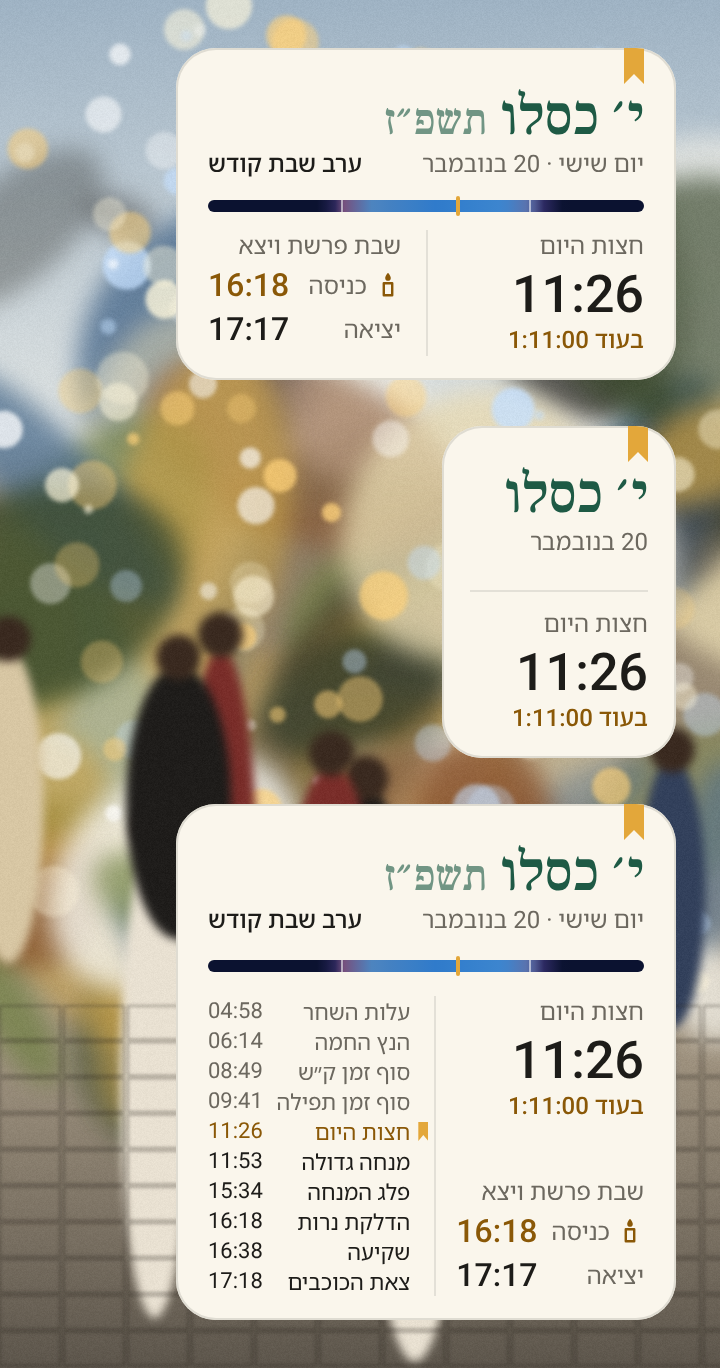 י׳ כסלו תשפ״ז
יום שישי · 20 בנובמבר
ערב שבת קודש
חצות היום
11:26
בעוד 1:11:00
שבת פרשת ויצא
כניסה 16:18
יציאה 17:17
י׳ כסלו
20 בנובמבר
חצות היום
11:26
בעוד 1:11:00
י׳ כסלו תשפ״ז
יום שישי · 20 בנובמבר
ערב שבת קודש
חצות היום
11:26
בעוד 1:11:00
שבת פרשת ויצא
כניסה 16:18
יציאה 17:17
עלות השחר 04:58
הנץ החמה 06:14
סוף זמן ק״ש 08:49
סוף זמן תפילה 09:41
חצות היום 11:26
מנחה גדולה 11:53
פלג המנחה 15:34
הדלקת נרות 16:18
שקיעה 16:38
צאת הכוכבים 17:18